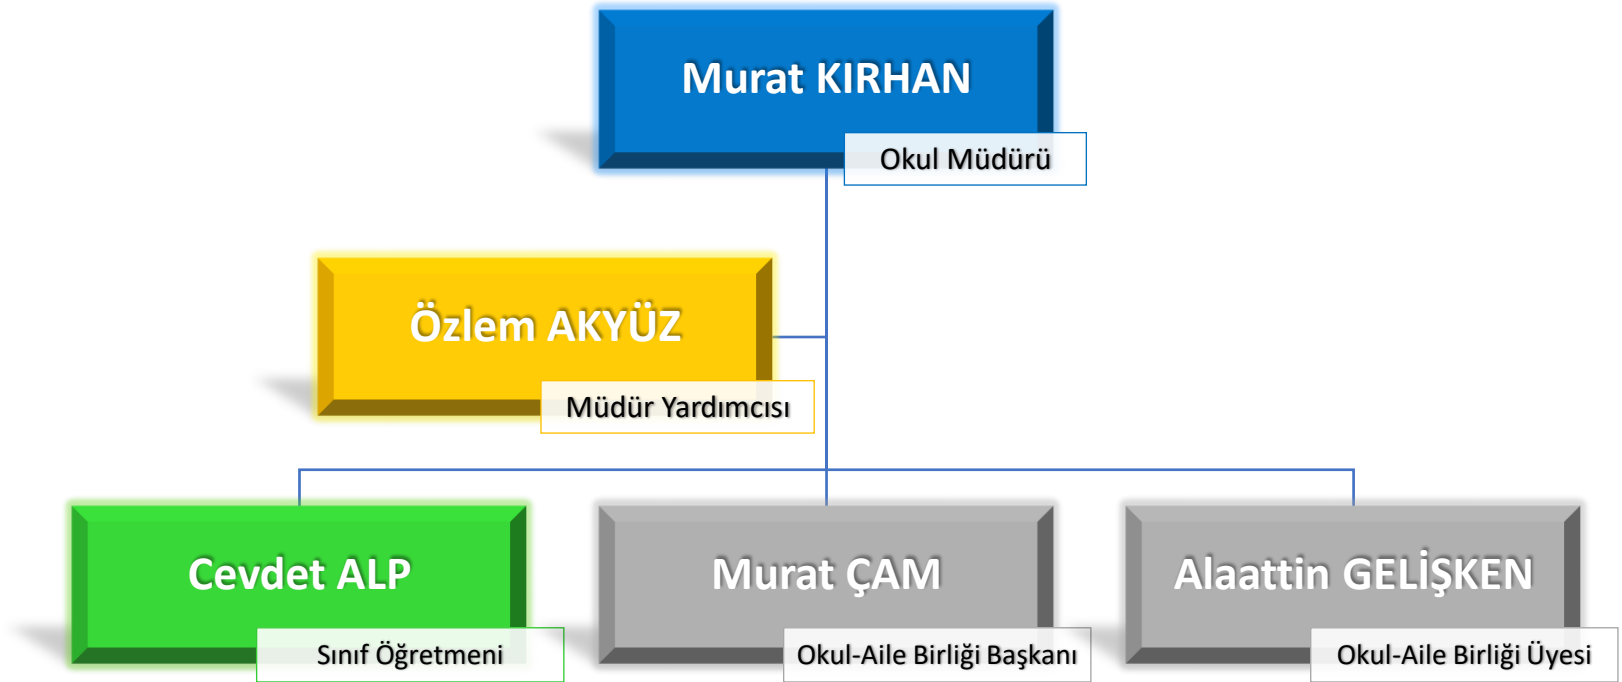 Murat KIRHAN
Okul Müdürü
Özlem AKYÜZ
Müdür Yardımcısı
Cevdet ALP
Sınıf Öğretmeni
Murat ÇAM
Okul-Aile Birliği Başkanı
Alaattin GELİŞKEN
Okul-Aile Birliği Üyesi